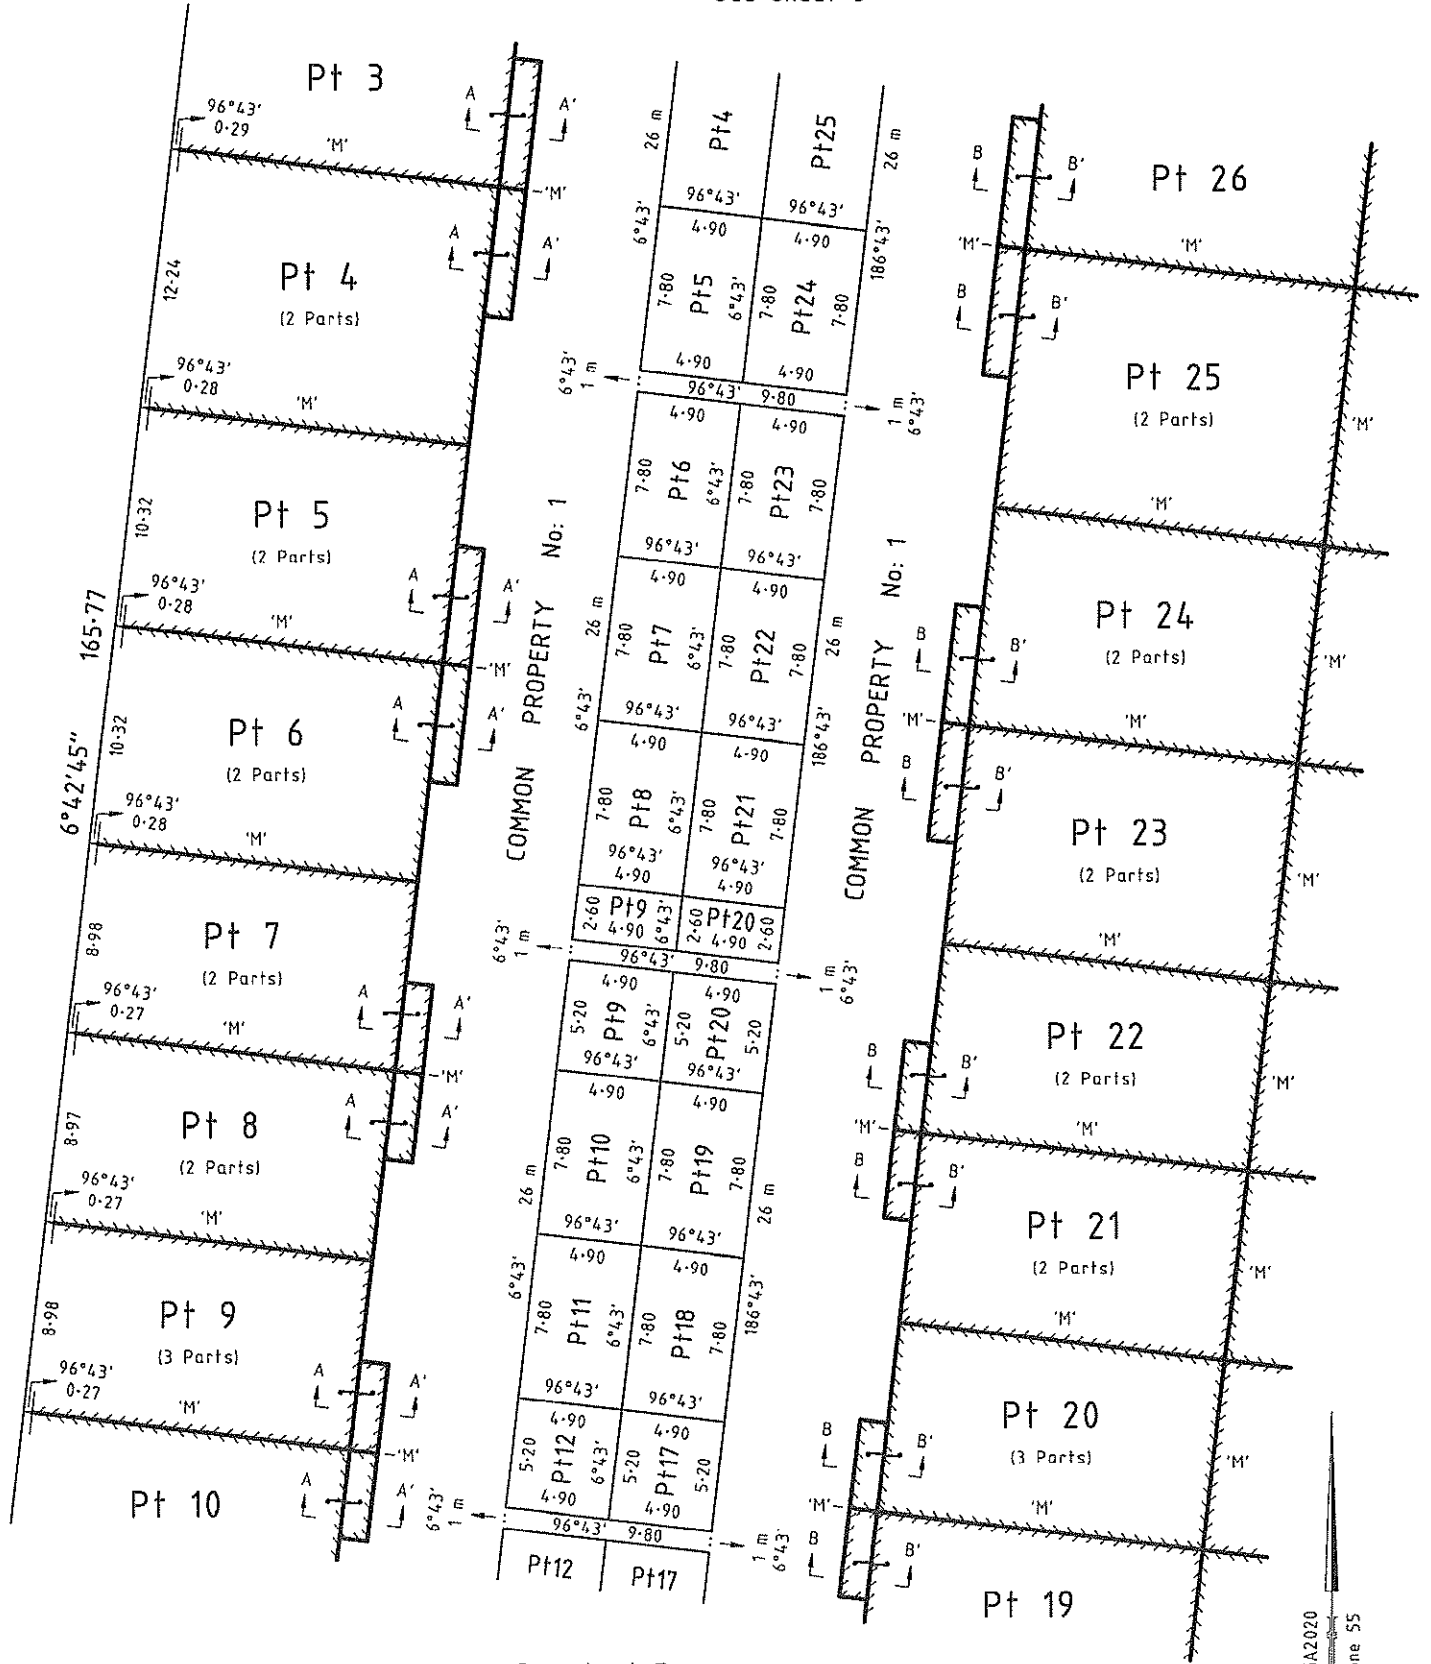 Pt 3
96°43'
0·29
'M'
A
A'
'M'
A
A'
12·24
Pt 4
(2 Parts)
96°43'
0·28
'M'
10·32
Pt 5
(2 Parts)
A
A'
96°43'
0·28
'M'
'M'
165·77
6°42'45"
10·32
Pt 6
(2 Parts)
A
A'
96°43'
0·28
'M'
8·98
Pt 7
(2 Parts)
A
A'
96°43'
0·27
'M'
'M'
8·97
Pt 8
(2 Parts)
A
A'
96°43'
0·27
'M'
8·98
Pt 9
(3 Parts)
A
A'
96°43'
0·27
'M'
'M'
Pt 10
A
A'
COMMON PROPERTY No: 1
26 m
Pt4
Pt25
26 m
96°43'
96°43'
6°43'
4·90
4·90
186°43'
7·80
Pt5
6°43'
7·80
Pt24
7·80
4·90
4·90
6°43'
1 m
96°43' 9·80
1 m
6°43'
4·90
4·90
7·80
Pt6
6°43'
7·80
Pt23
7·80
96°43'
96°43'
4·90
4·90
26 m
7·80
Pt7
6°43'
7·80
Pt22
7·80
26 m
96°43'
96°43'
6°43'
4·90
4·90
186°43'
7·80
Pt8
6°43'
7·80
Pt21
7·80
96°43'
96°43'
4·90
4·90
2·60
Pt9
4·90
6°43'
2·60
Pt20
4·90
2·60
6°43'
1 m
96°43' 9·80
1 m
6°43'
4·90
4·90
5·20
Pt9
6°43'
5·20
Pt20
5·20
96°43'
96°43'
4·90
4·90
26 m
7·80
Pt10
6°43'
7·80
Pt19
7·80
26 m
96°43'
96°43'
6°43'
4·90
4·90
186°43'
7·80
Pt11
6°43'
7·80
Pt18
7·80
96°43'
96°43'
4·90
4·90
5·20
Pt12
6°43'
5·20
Pt17
5·20
4·90
4·90
6°43'
1 m
96°43' 9·80
1 m
6°43'
Pt12
Pt17
COMMON PROPERTY No: 1
B
B'
Pt 26
'M'
'M'
B
B'
Pt 25
(2 Parts)
'M'
'M'
Pt 24
(2 Parts)
B
B'
'M'
'M'
'M'
B
B'
Pt 23
(2 Parts)
'M'
'M'
Pt 22
(2 Parts)
B
B'
'M'
'M'
'M'
B
B'
Pt 21
(2 Parts)
'M'
'M'
Pt 20
(3 Parts)
B
B'
'M'
'M'
'M'
B
B'
Pt 19